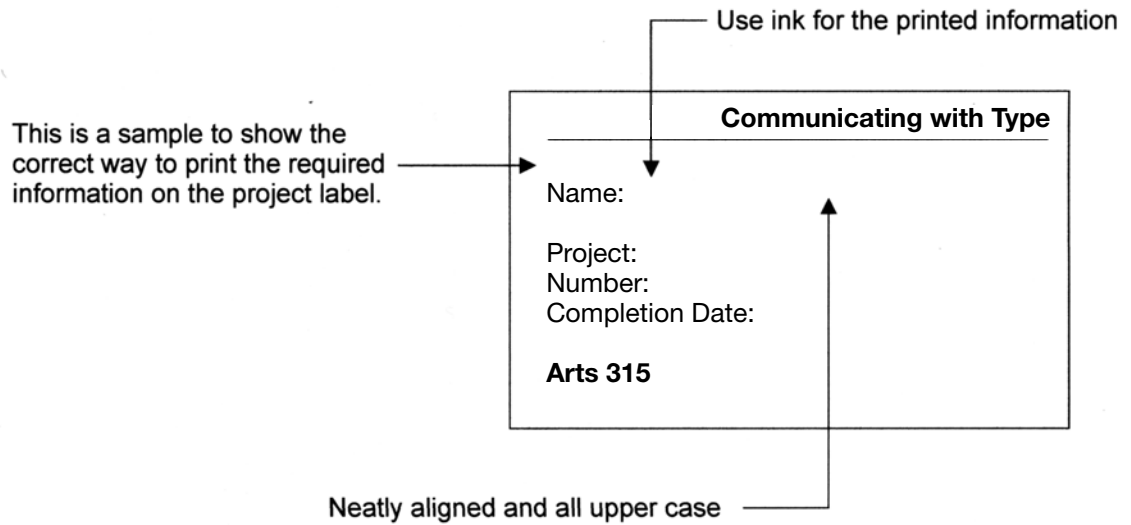 Use ink for the printed information
Communicating with Type
This is a sample to show the
correct way to print the required
information on the project label.
Name:
Project:
Number:
Completion Date:
Arts 315
Neatly aligned and all upper case